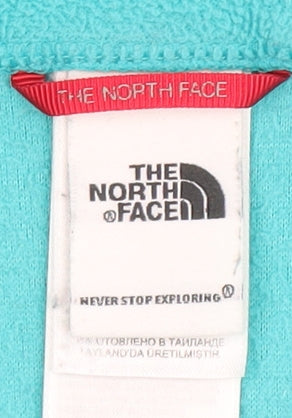 THE NORTH FACE
THE
NORTH
®FACE
NEVER STOP EXPLORING®
ИЗГОТОВЛЕНО В ТАИЛАНДЕ
TAYLAND'DA ÜRETILMIŞTIR